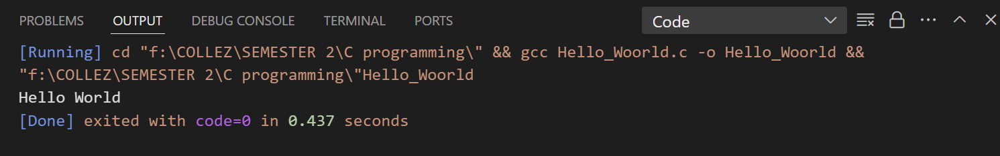 PROBLEMS OUTPUT DEBUG CONSOLE TERMINAL PORTS Code
[Running] cd "f:\COLLEZ\SEMESTER 2\C programming\" && gcc Hello_Woorld.c -o Hello_Woorld &&
"f:\COLLEZ\SEMESTER 2\C programming\"Hello_Woorld
Hello World
[Done] exited with code=0 in 0.437 seconds